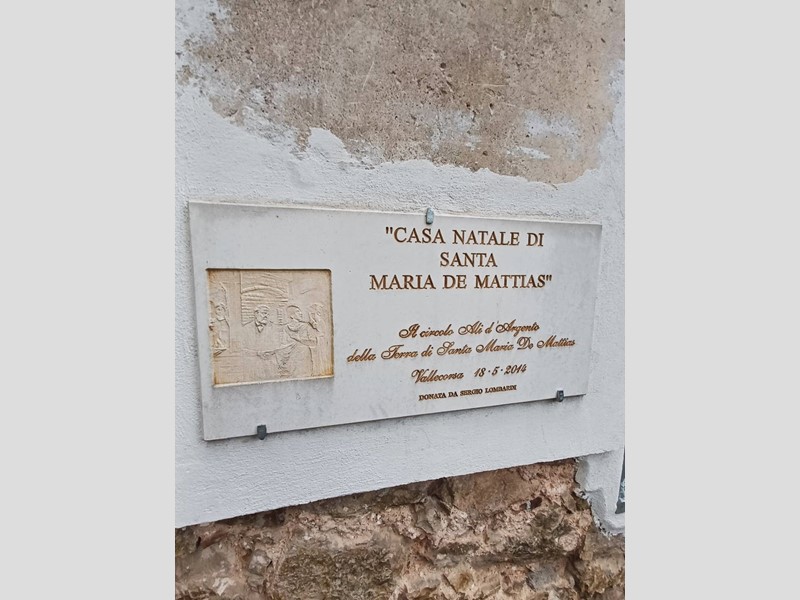 "CASA NATALE DI
SANTA
MARIA DE MATTIAS"
Il circolo Ali d'Argento
della Terra di Santa Maria De Mattias
Vallecorsa 18-5-2014
DONATA DA SERGIO LOMBARDI